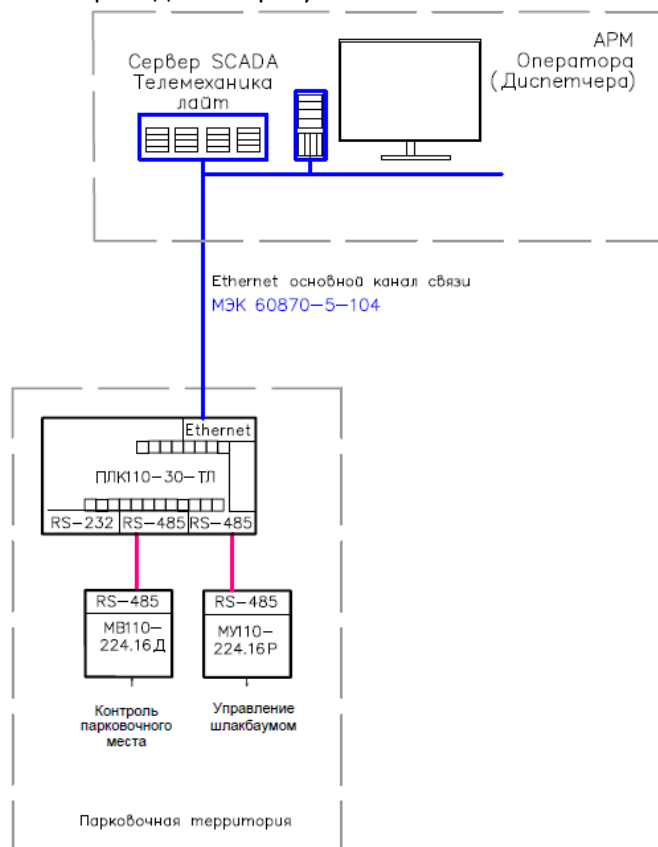 Сервер SCADA
Телемеханика
лайт
АРМ
Оператора
(Диспетчера)
Ethernet основной канал связи
МЭК 60870-5-104
Ethernet
ПЛК110-30-ТЛ
RS-232 RS-485 RS-485
RS-485
МВ110-
224.16Д
RS-485
МУ110-
224.16Р
Контроль
парковочного
места
Управление
шлакбаумом
Парковочная территория